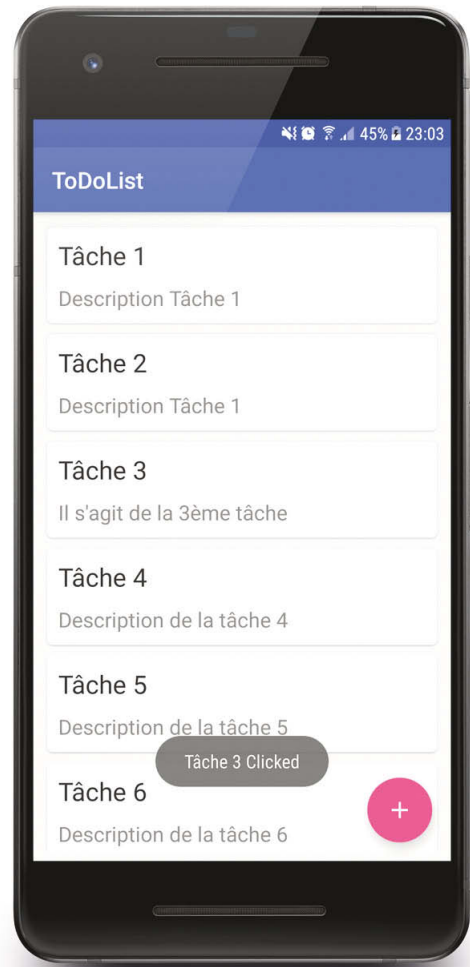 45% 23:03
ToDoList
Tâche 1
Description Tâche 1
Tâche 2
Description Tâche 1
Tâche 3
Il s'agit de la 3ème tâche
Tâche 4
Description de la tâche 4
Tâche 5
Description de la tâche 5
Tâche 3 Clicked
Tâche 6
+
Description de la tâche 6